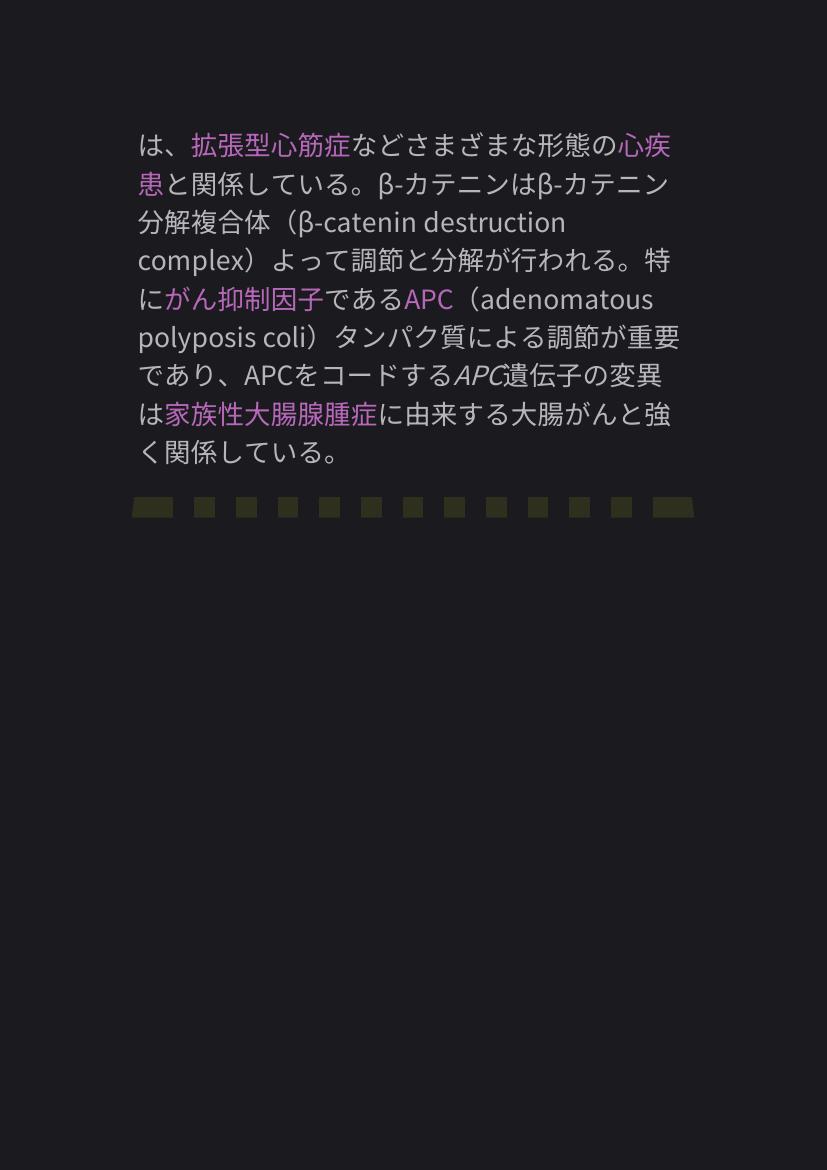 は、拡張型心筋症などさまざまな形態の心疾
患と関係している。β-カテニンはβ-カテニン
分解複合体（β-catenin destruction
complex）よって調節と分解が行われる。特
にがん抑制因子であるAPC（adenomatous
polyposis coli）タンパク質による調節が重要
であり、APCをコードするAPC遺伝子の変異
は家族性大腸腺腫症に由来する大腸がんと強
く関係している。